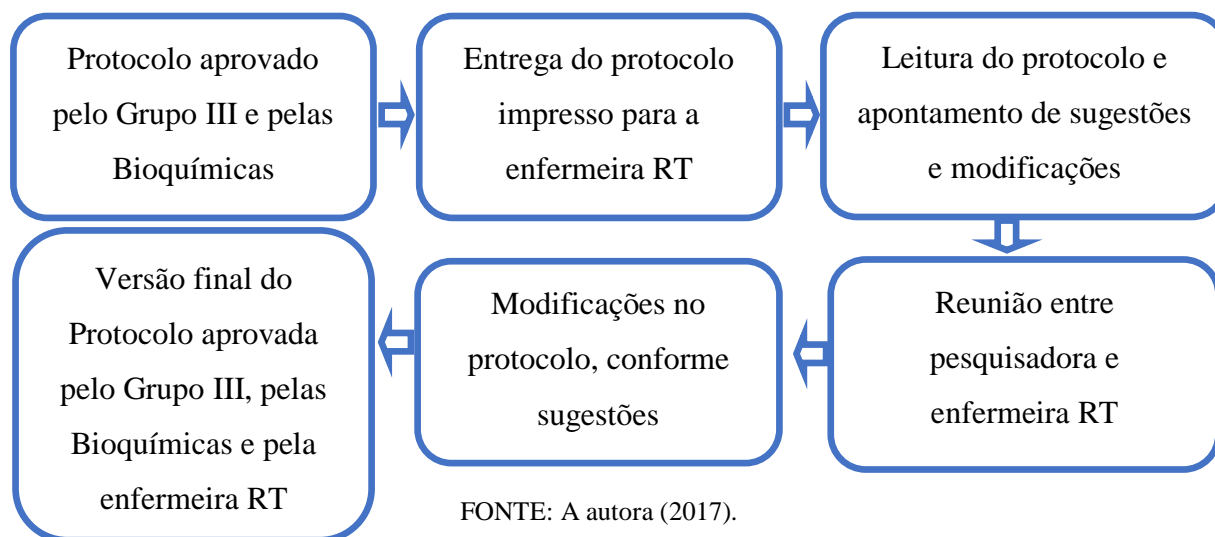 Protocolo aprovado
pelo Grupo III e pelas
Bioquímicas
Entrega do protocolo
impresso para a
enfermeira RT
Leitura do protocolo e
apontamento de sugestões
e modificações
Reunião entre
pesquisadora e
enfermeira RT
Modificações no
protocolo, conforme
sugestões
Versão final do
Protocolo aprovada
pelo Grupo III, pelas
Bioquímicas e pela
enfermeira RT
FONTE: A autora (2017).